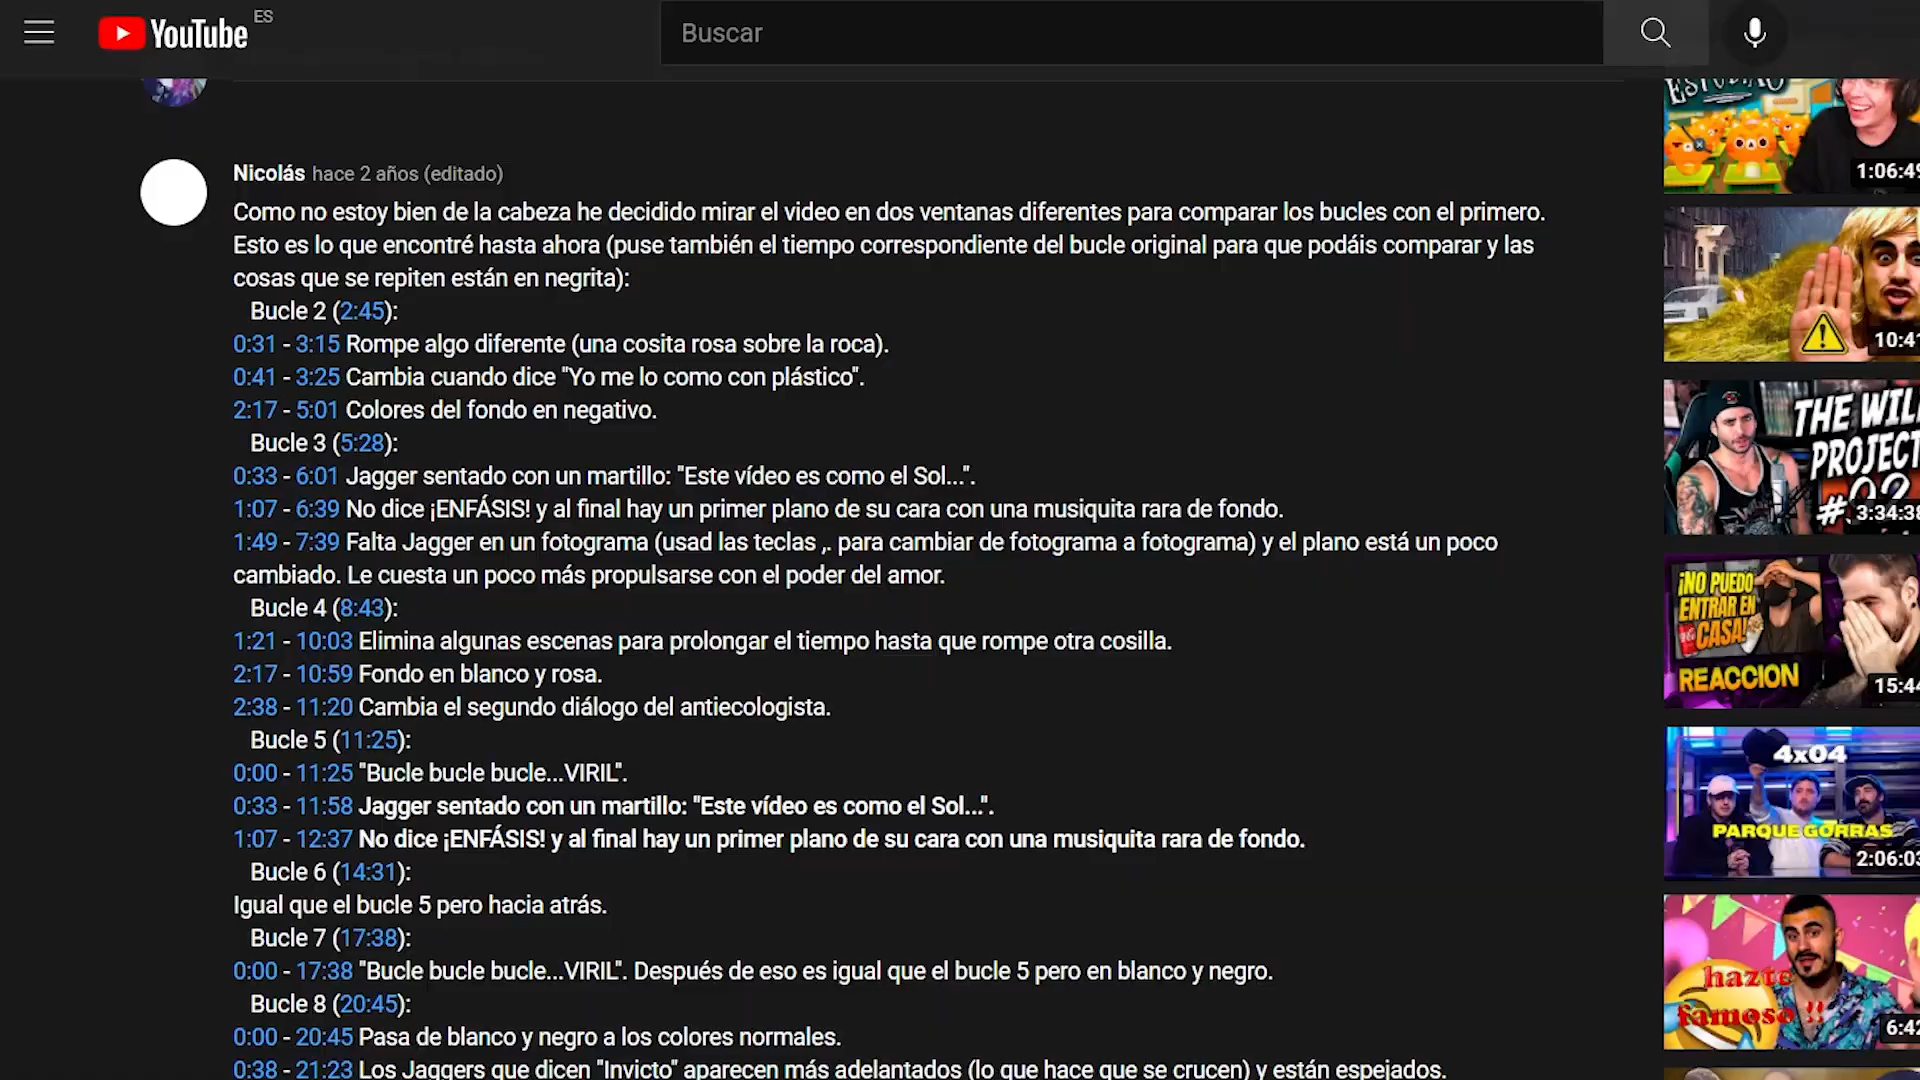 YouTube ES
Buscar
Nicolás hace 2 años (editado)
Como no estoy bien de la cabeza he decidido mirar el video en dos ventanas diferentes para comparar los bucles con el primero.
Esto es lo que encontré hasta ahora (puse también el tiempo correspondiente del bucle original para que podáis comparar y las
cosas que se repiten están en negrita):
Bucle 2 (2:45):
0:31 - 3:15 Rompe algo diferente (una cosita rosa sobre la roca).
0:41 - 3:25 Cambia cuando dice "Yo me lo como con plástico".
2:17 - 5:01 Colores del fondo en negativo.
Bucle 3 (5:28):
0:33 - 6:01 Jagger sentado con un martillo: "Este vídeo es como el Sol...".
1:07 - 6:39 No dice ¡ENFÁSIS! y al final hay un primer plano de su cara con una musiquita rara de fondo.
1:49 - 7:39 Falta Jagger en un fotograma (usad las teclas ,. para cambiar de fotograma a fotograma) y el plano está un poco
cambiado. Le cuesta un poco más propulsarse con el poder del amor.
Bucle 4 (8:43):
1:21 - 10:03 Elimina algunas escenas para prolongar el tiempo hasta que rompe otra cosilla.
2:17 - 10:59 Fondo en blanco y rosa.
2:38 - 11:20 Cambia el segundo diálogo del antiecologista.
Bucle 5 (11:25):
0:00 - 11:25 "Bucle bucle bucle...VIRIL".
0:33 - 11:58 Jagger sentado con un martillo: "Este vídeo es como el Sol...".
1:07 - 12:37 No dice ¡ENFÁSIS! y al final hay un primer plano de su cara con una musiquita rara de fondo.
Bucle 6 (14:31):
Igual que el bucle 5 pero hacia atrás.
Bucle 7 (17:38):
0:00 - 17:38 "Bucle bucle bucle...VIRIL". Después de eso es igual que el bucle 5 pero en blanco y negro.
Bucle 8 (20:45):
0:00 - 20:45 Pasa de blanco y negro a los colores normales.
0:38 - 21:23 Los Jaggers que dicen "Invicto" aparecen más adelantados (lo que hace que se crucen) y están espejados.
1:06:49
10:41
THE WIL
PROJECT
#02
3:34:38
¡NO PUEDO
ENTRAR EN
CASA!
REACCION
15:44
4x04
PARQUE GORRAS
2:06:03
hazte
famoso !!
6:42